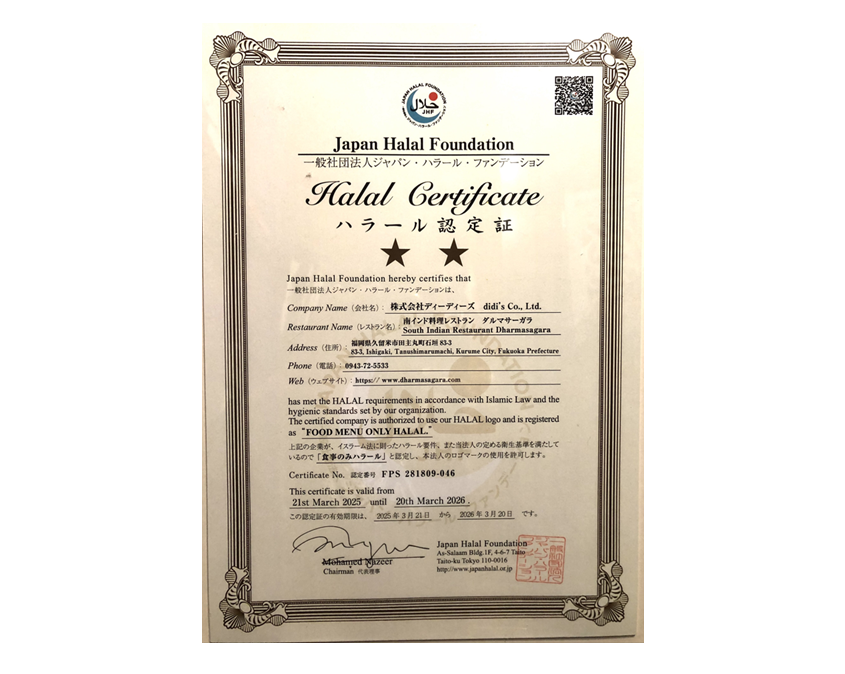 JAPAN HALAL FOUNDATION
حلال
JHF
Japan Halal Foundation
一般社団法人ジャパン・ハラール・ファンデーション
Halal Certificate
ハラール認定証
Japan Halal Foundation hereby certifies that
一般社団法人ジャパン・ハラール・ファンデーションは、
Company Name (会社名): 株式会社ディーディーズ didi's Co., Ltd.
Restaurant Name (レストラン名) 南インド料理レストラン ダルマサーガラ
South Indian Restaurant Dharmasagara
Address (住所): 福岡県久留米市田主丸町石垣 83-3
83-3, Ishigaki, Tanushimarumachi, Kurume City, Fukuoka Prefecture
Phone (電話): 0943-72-5533
Web (ウェブサイト): https:// www.dharmasagara.com
has met the HALAL requirements in accordance with Islamic Law and the
hygienic standards set by our organization.
The certified company is authorized to use our HALAL logo and is registered
as "FOOD MENU ONLY HALAL."
上記の企業が、イスラーム法に則ったハラール要件、また当法人の定める衛生基準を満たして
いるので「食事のみハラール」と認定し、本法人のロゴマークの使用を許可します。
Certificate No. 認定番号 FPS 281809-046
This certificate is valid from
21st March 2025 until 20th March 2026.
この認定証の有効期限は、 2025年3月21日 から 2026年3月20日 です。
Mohamed Nazeer
Chairman 代表理事
Japan Halal Foundation
As-Salaam Bldg.1F, 4-6-7 Taito
Taito-ku Tokyo 110-0016
http://www.japanhalal.or.jp